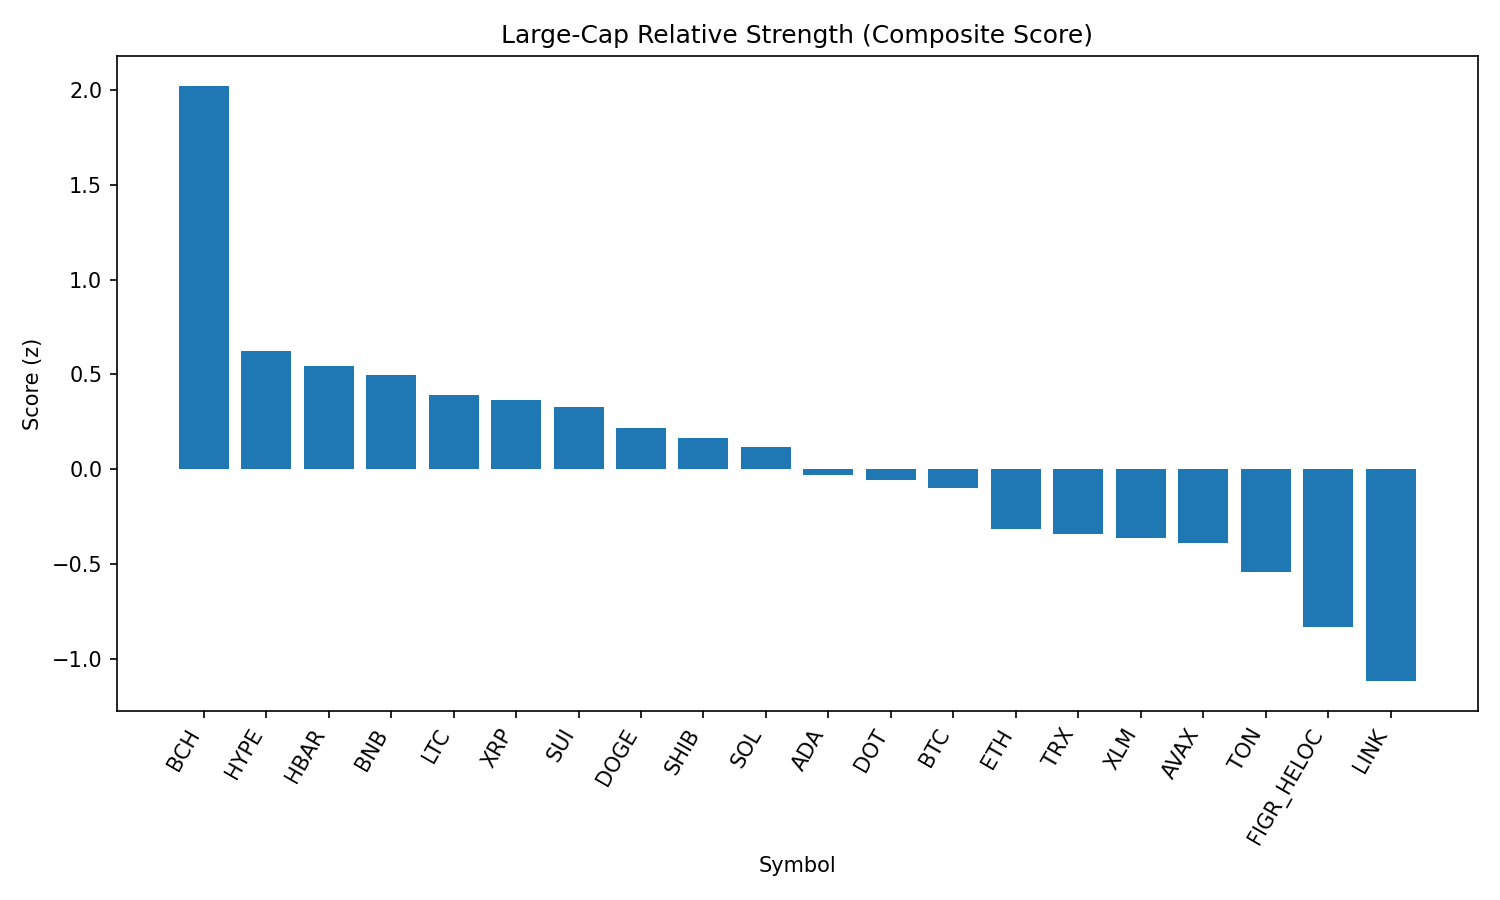 Large-Cap Relative Strength (Composite Score)
Score (z)
2.0
1.5
1.0
0.5
0.0
−0.5
−1.0
BCH
HYPE
HBAR
BNB
LTC
XRP
SUI
DOGE
SHIB
SOL
ADA
DOT
BTC
ETH
TRX
XLM
AVAX
TON
FIGR_HELOC
LINK
Symbol